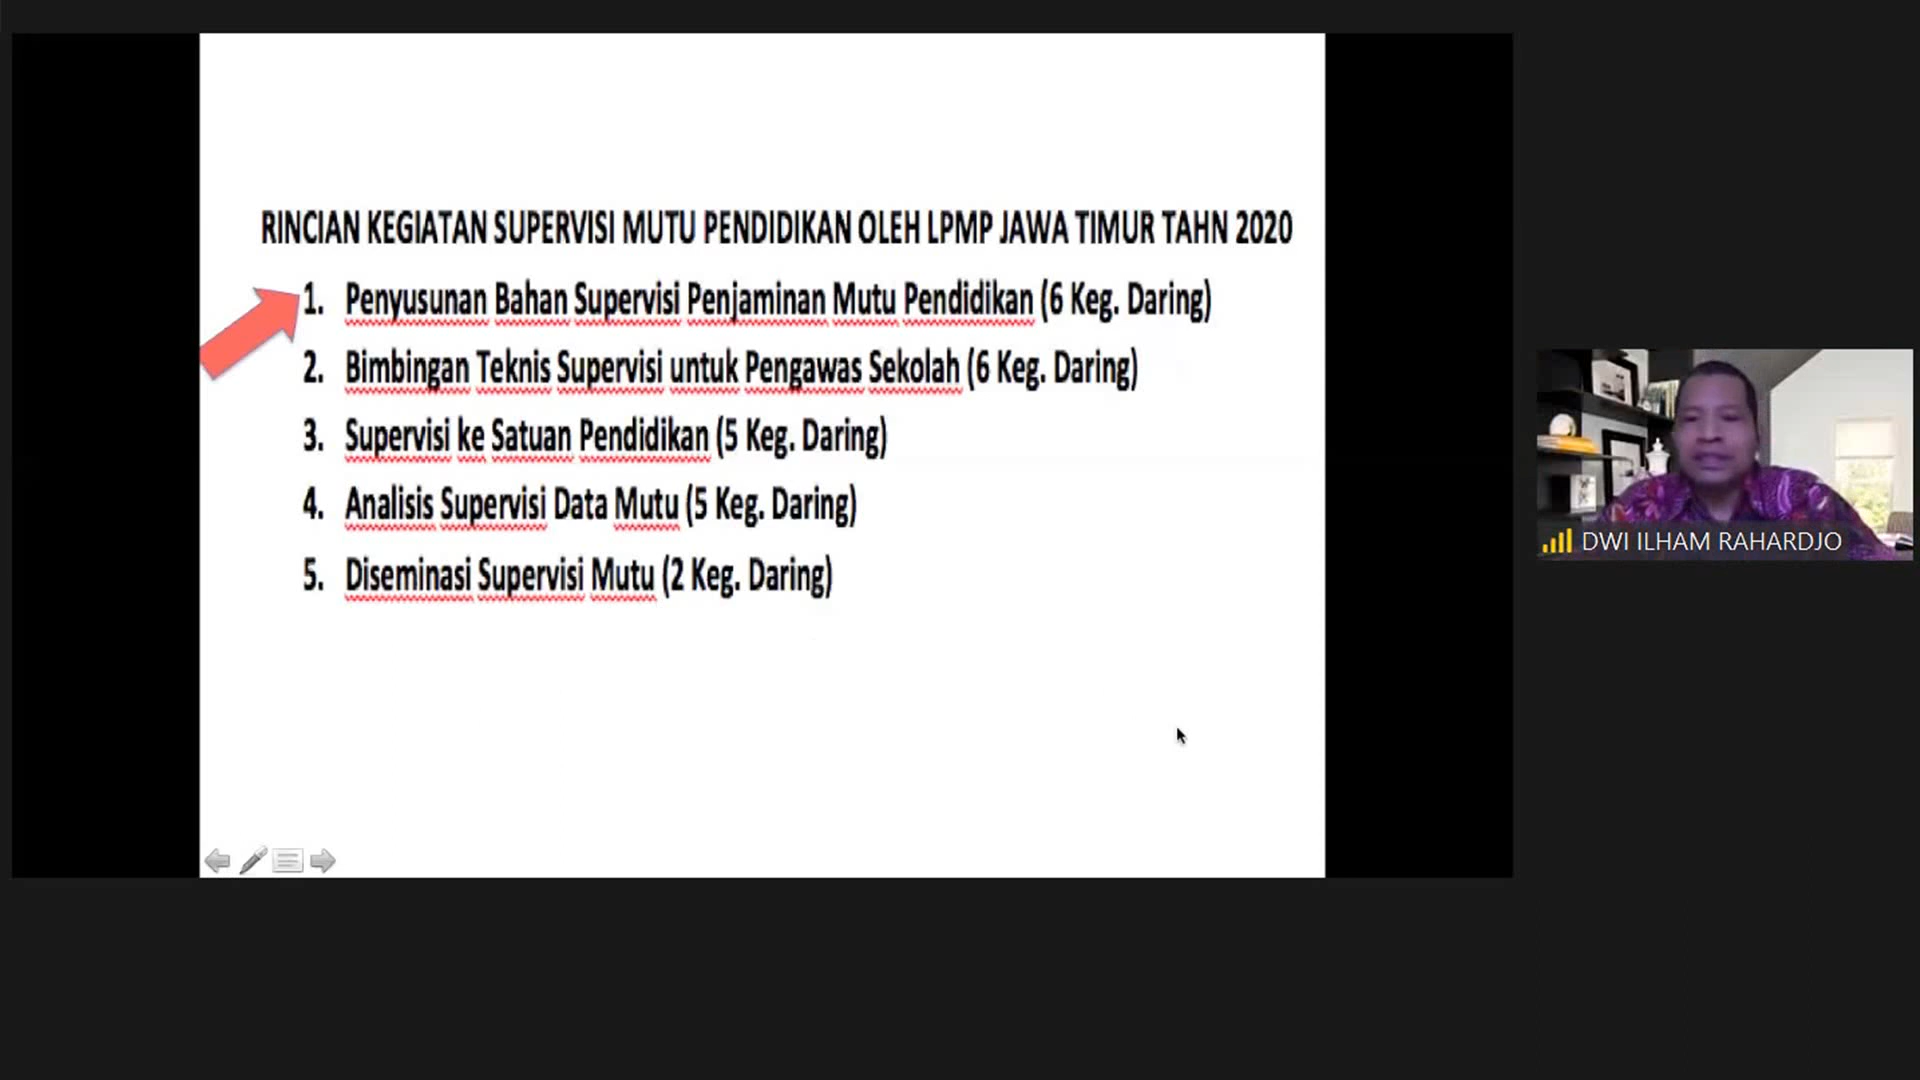 RINCIAN KEGIATAN SUPERVISI MUTU PENDIDIKAN OLEH LPMP JAWA TIMUR TAHN 2020
1. Penyusunan Bahan Supervisi Penjaminan Mutu Pendidikan (6 Keg. Daring)
2. Bimbingan Teknis Supervisi untuk Pengawas Sekolah (6 Keg. Daring)
3. Supervisi ke Satuan Pendidikan (5 Keg. Daring)
4. Analisis Supervisi Data Mutu (5 Keg. Daring)
5. Diseminasi Supervisi Mutu (2 Keg. Daring)
DWI ILHAM RAHARDJO